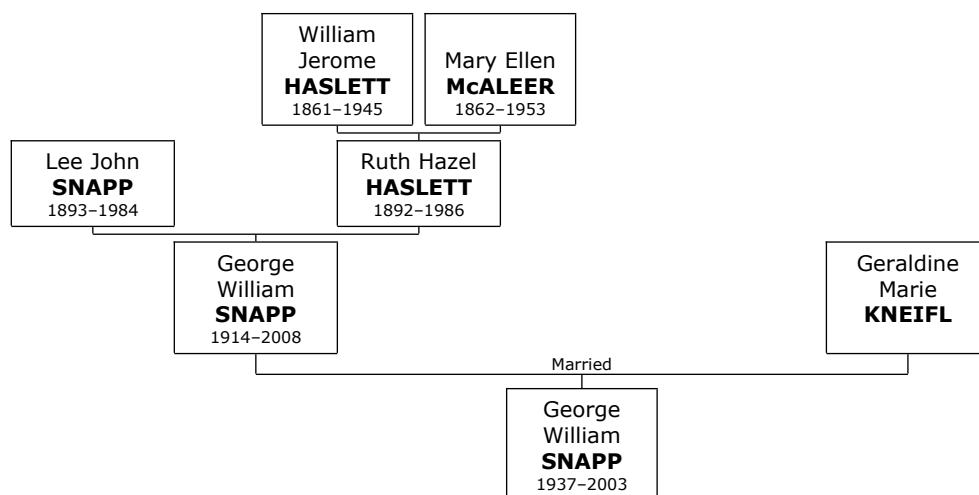 William
Jerome
HASLETT
1861–1945
Mary Ellen
McALEER
1862–1953
Lee John
SNAPP
1893–1984
Ruth Hazel
HASLETT
1892–1986
George
William
SNAPP
1914–2008
Geraldine
Marie
KNEIFL
Married
George
William
SNAPP
1937–2003